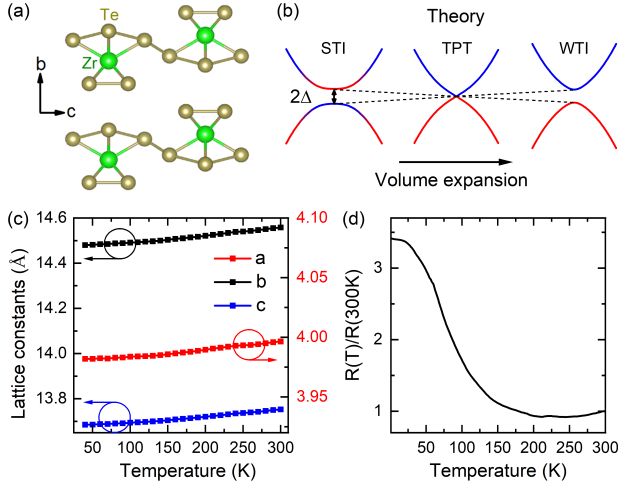 (a)
Te
Zr
b
c
(b)
Theory
STI
TPT
WTI
2Δ
Volume expansion
(c)
Lattice constants (Å)
14.6
14.4
14.2
14.0
13.8
4.10
4.05
4.00
3.95
a
b
c
50 100 150 200 250 300
Temperature (K)
(d)
R(T)/R(300K)
3
2
1
50 100 150 200 250 300
Temperature (K)